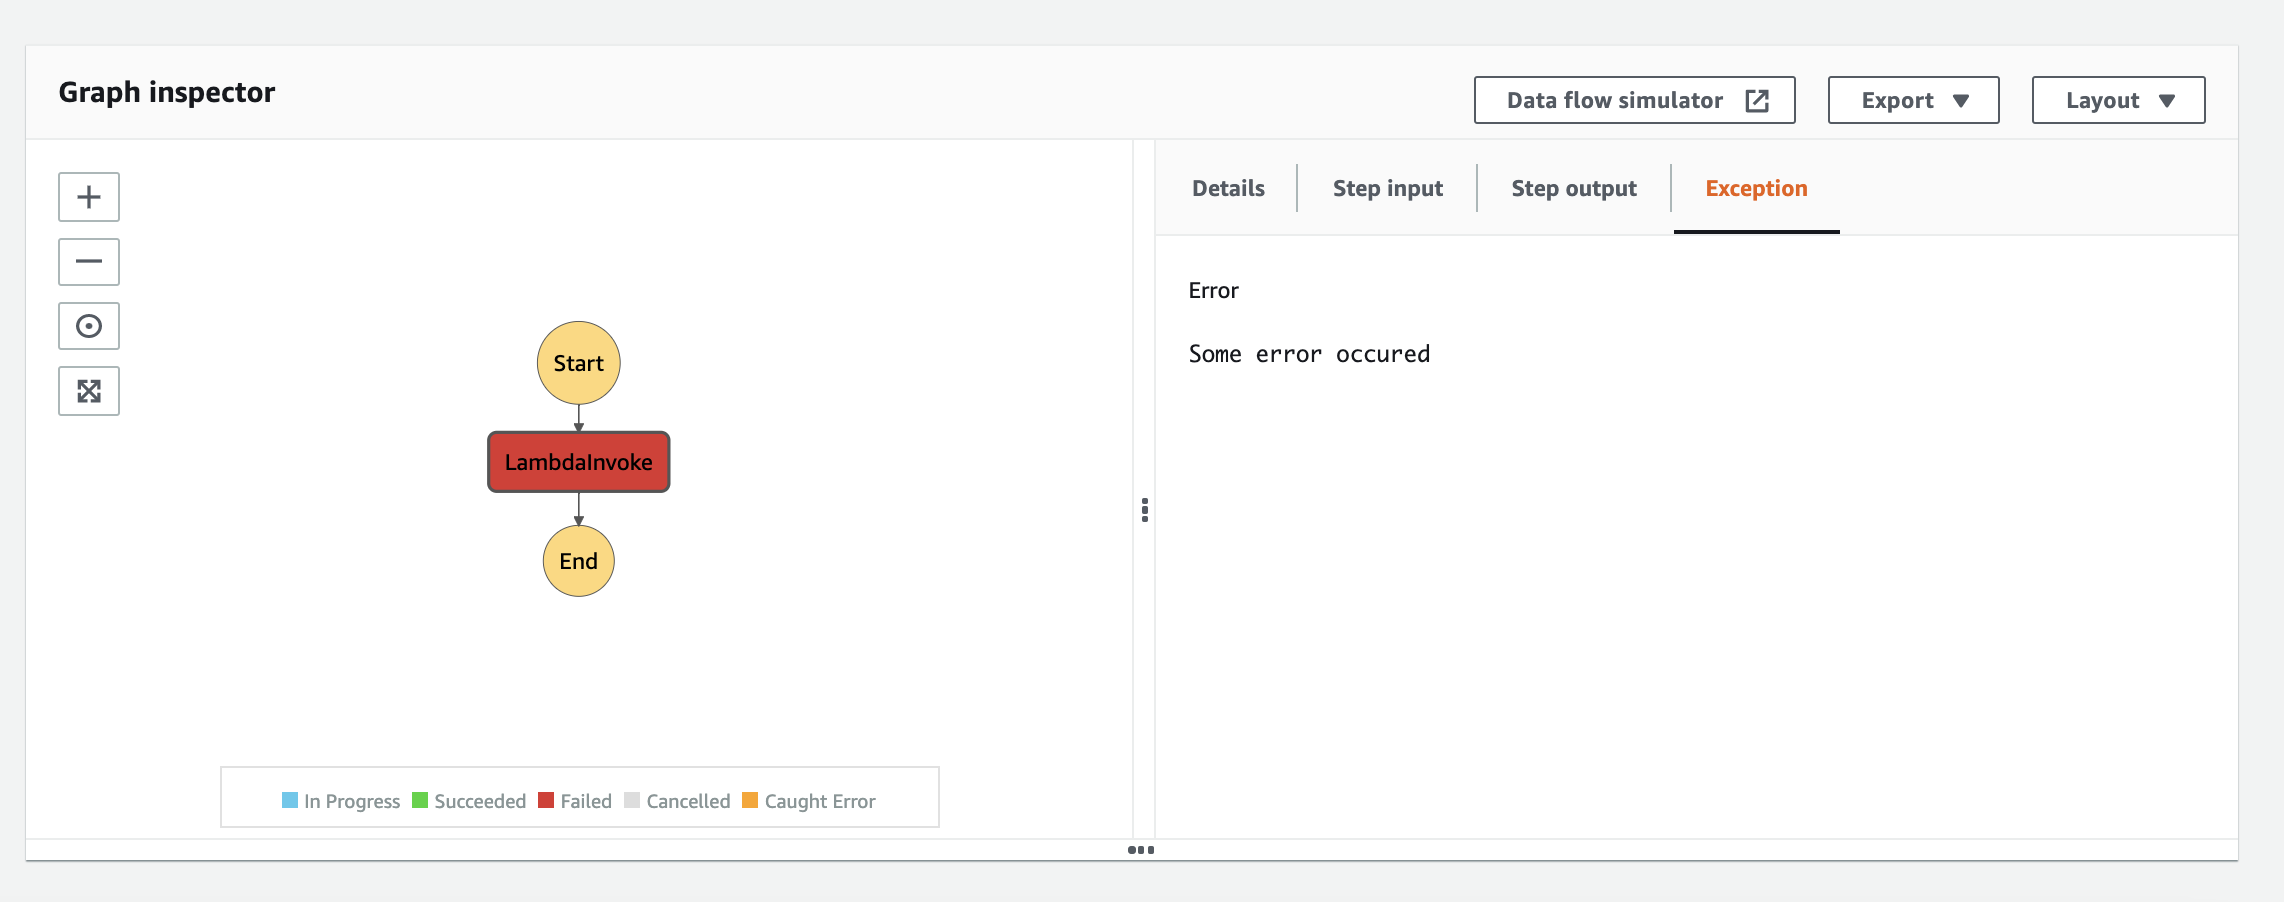 Graph inspector
Data flow simulator
Export
Layout
Details
Step input
Step output
Exception
Error
Some error occured
Start
LambdaInvoke
End
In Progress
Succeeded
Failed
Cancelled
Caught Error